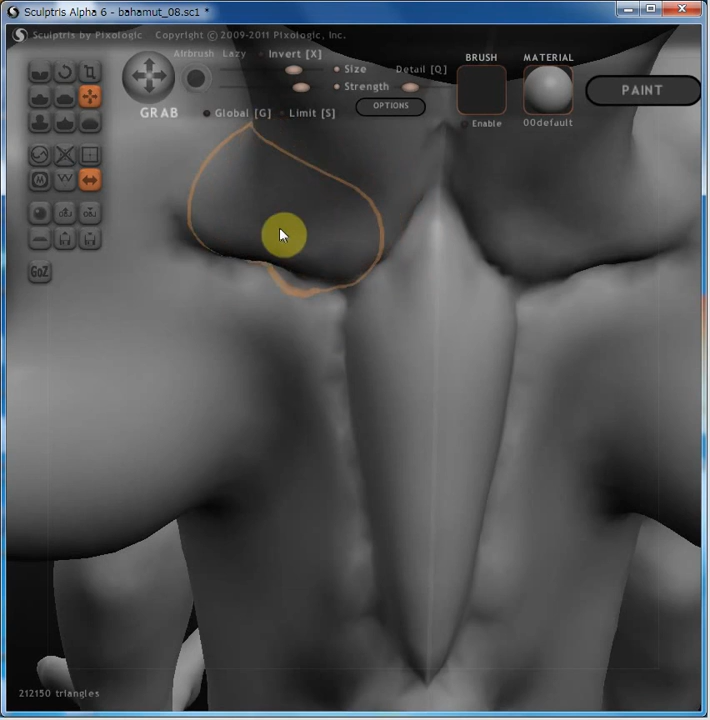 Sculptris Alpha 6 - bahamut_08.sc1 *
Sculptris by Pixologic Copyright © 2009-2011 Pixologic, Inc.
Airbrush Lazy Invert [X]
Size Detail [Q]
Strength
GRAB Global [G] Limit [S] OPTIONS
BRUSH
Enable
MATERIAL
00default
PAINT
GoZ
212150 triangles